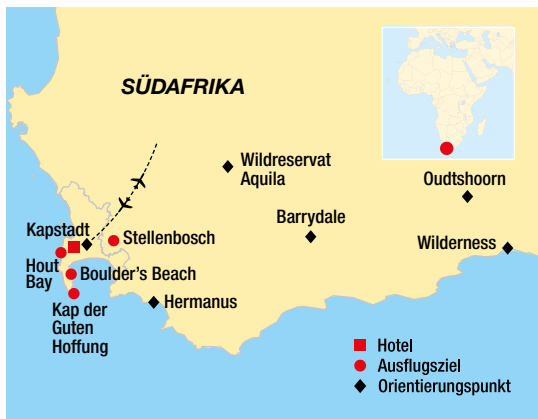 SÜDAFRIKA
Wildreservat
Aquila
Oudtshoorn
Barrydale
Kapstadt
Stellenbosch
Wilderness
Hout
Bay
Boulder's Beach
Hermanus
Kap der
Guten
Hoffung
Hotel
Ausflugsziel
Orientierungspunkt